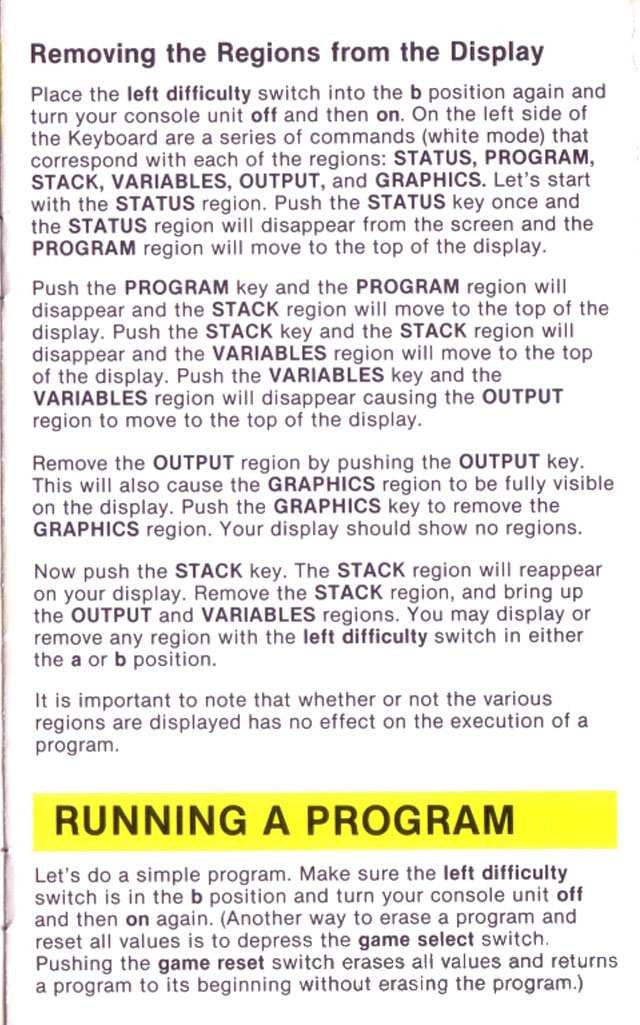 Removing the Regions from the Display
Place the left difficulty switch into the b position again and
turn your console unit off and then on. On the left side of
the Keyboard are a series of commands (white mode) that
correspond with each of the regions: STATUS, PROGRAM,
STACK, VARIABLES, OUTPUT, and GRAPHICS. Let's start
with the STATUS region. Push the STATUS key once and
the STATUS region will disappear from the screen and the
PROGRAM region will move to the top of the display.
Push the PROGRAM key and the PROGRAM region will
disappear and the STACK region will move to the top of the
display. Push the STACK key and the STACK region will
disappear and the VARIABLES region will move to the top
of the display. Push the VARIABLES key and the
VARIABLES region will disappear causing the OUTPUT
region to move to the top of the display.
Remove the OUTPUT region by pushing the OUTPUT key.
This will also cause the GRAPHICS region to be fully visible
on the display. Push the GRAPHICS key to remove the
GRAPHICS region. Your display should show no regions.
Now push the STACK key. The STACK region will reappear
on your display. Remove the STACK region, and bring up
the OUTPUT and VARIABLES regions. You may display or
remove any region with the left difficulty switch in either
the a or b position.
It is important to note that whether or not the various
regions are displayed has no effect on the execution of a
program.
RUNNING A PROGRAM
Let's do a simple program. Make sure the left difficulty
switch is in the b position and turn your console unit off
and then on again. (Another way to erase a program and
reset all values is to depress the game select switch.
Pushing the game reset switch erases all values and returns
a program to its beginning without erasing the program.)